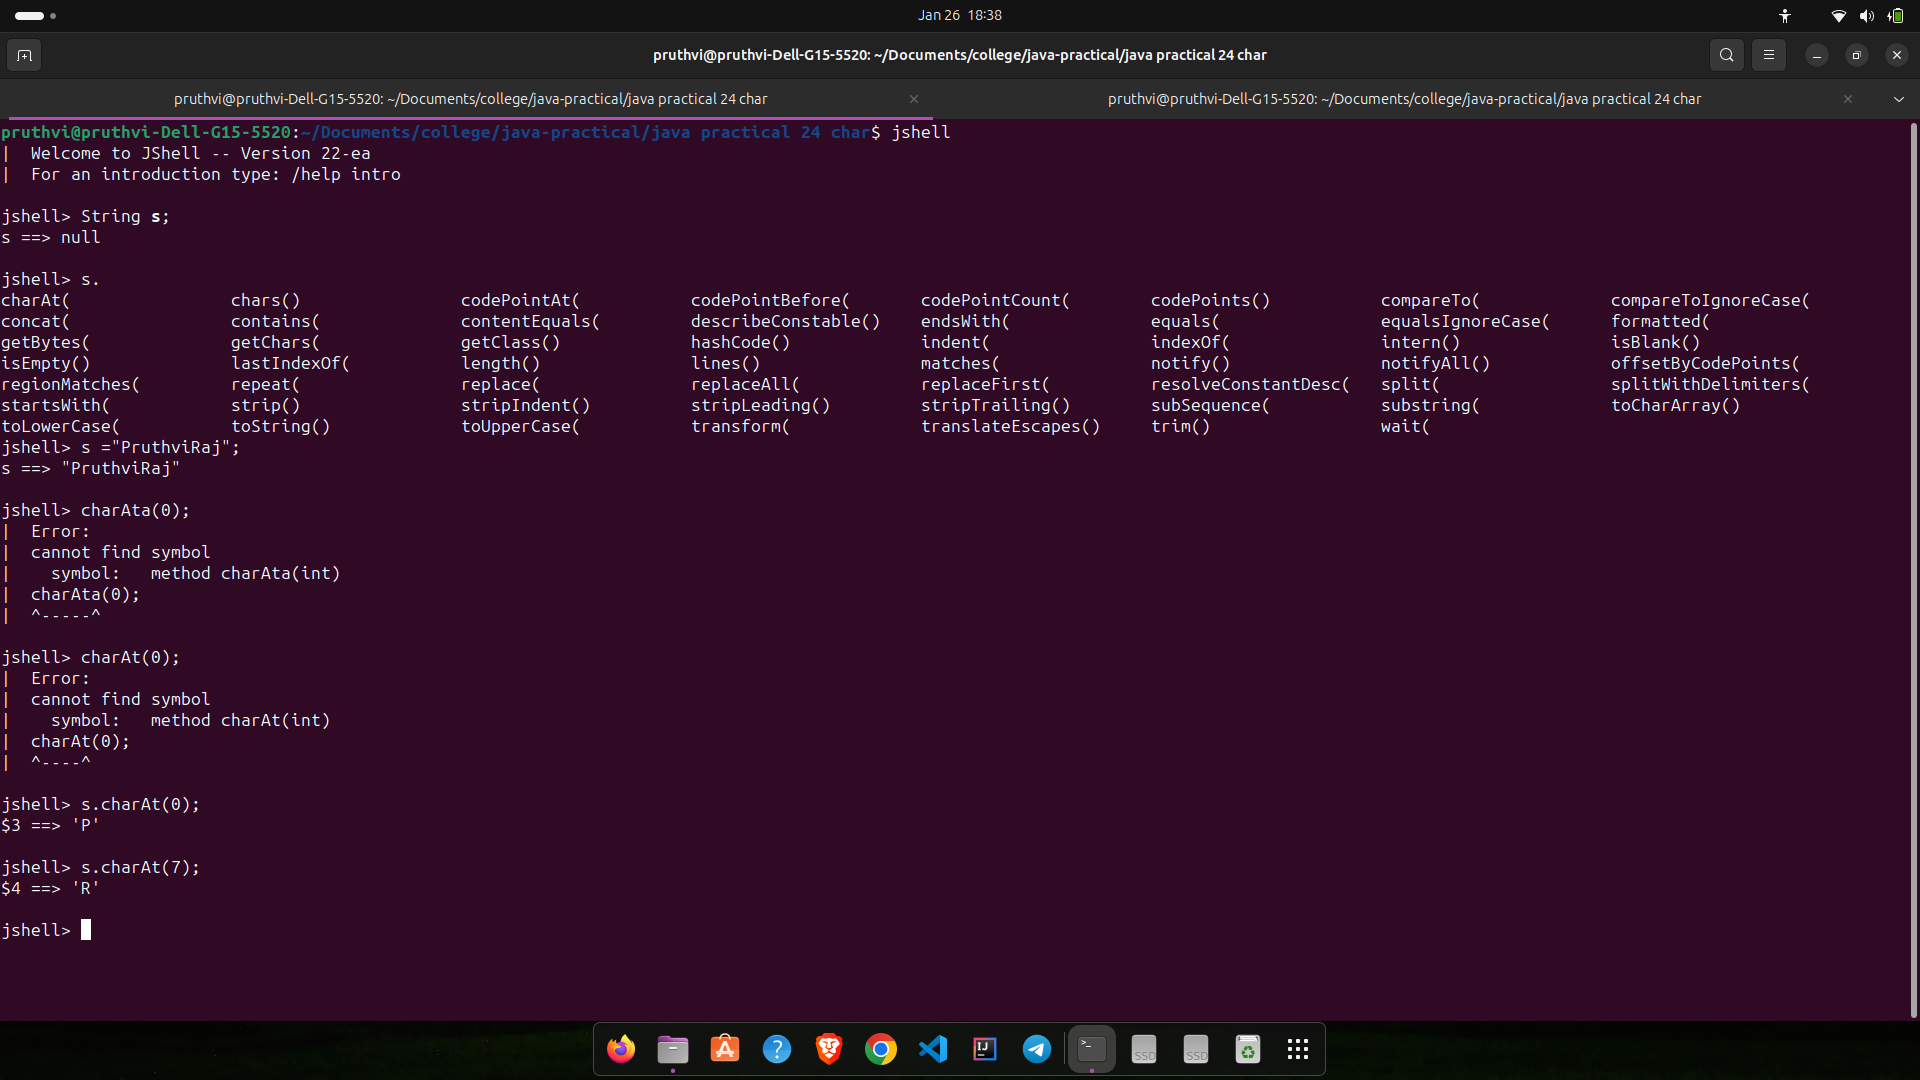 Jan 26 18:38
pruthvi@pruthvi-Dell-G15-5520: ~/Documents/college/java-practical/java practical 24 char
pruthvi@pruthvi-Dell-G15-5520: ~/Documents/college/java-practical/java practical 24 char
pruthvi@pruthvi-Dell-G15-5520: ~/Documents/college/java-practical/java practical 24 char
pruthvi@pruthvi-Dell-G15-5520:~/Documents/college/java-practical/java practical 24 char$ jshell
|  Welcome to JShell -- Version 22-ea
|  For an introduction type: /help intro
jshell> String s;
s ==> null
jshell> s.
charAt( chars() codePointAt( codePointBefore( codePointCount( codePoints() compareTo( compareToIgnoreCase(
concat( contains( contentEquals( describeConstable() endsWith( equals( equalsIgnoreCase( formatted(
getBytes( getChars( getClass() hashCode() indent( indexOf( intern() isBlank()
isEmpty() lastIndexOf( length() lines() matches( notify() notifyAll() offsetByCodePoints(
regionMatches( repeat( replace( replaceAll( replaceFirst( resolveConstantDesc( split( splitWithDelimiters(
startsWith( strip() stripIndent() stripLeading() stripTrailing() subSequence( substring( toCharArray()
toLowerCase( toString() toUpperCase( transform( translateEscapes() trim() wait(
jshell> s ="PruthviRaj";
s ==> "PruthviRaj"
jshell> charAta(0);
|  Error:
|  cannot find symbol
|    symbol:   method charAta(int)
|  charAta(0);
|  ^-----^
jshell> charAt(0);
|  Error:
|  cannot find symbol
|    symbol:   method charAt(int)
|  charAt(0);
|  ^----^
jshell> s.charAt(0);
$3 ==> 'P'
jshell> s.charAt(7);
$4 ==> 'R'
jshell>
IJ
>_
SSD
SSD